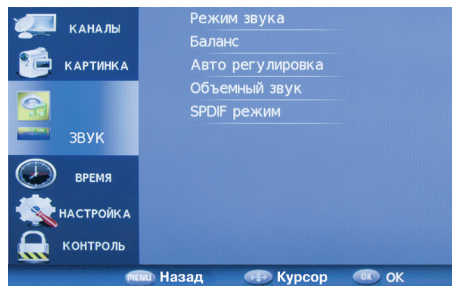 КАНАЛЫ
КАРТИНКА
ЗВУК
ВРЕМЯ
НАСТРОЙКА
КОНТРОЛЬ
Режим звука
Баланс
Авто регулировка
Объемный звук
SPDIF режим
MENU Назад
Курсор
OK ОК